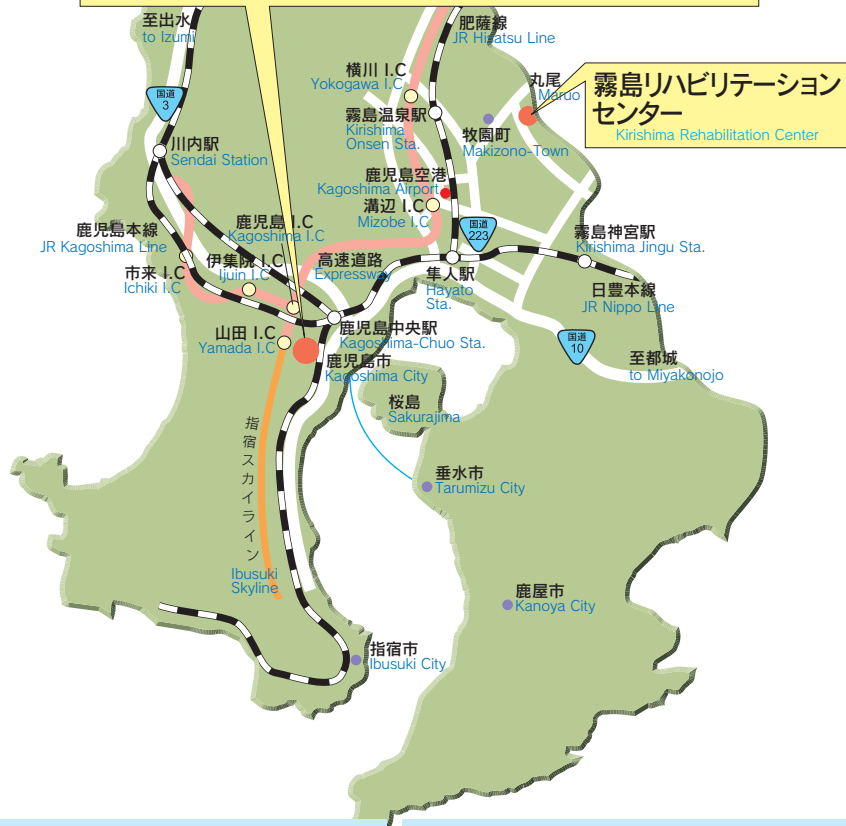 至出水
to Izumi
肥薩線
JR Hisatsu Line
横川 I.C
Yokogawa I.C
丸尾
Maruo
霧島リハビリテーション
センター
Kirishima Rehabilitation Center
国道
3
霧島温泉駅
Kirishima
Onsen Sta.
牧園町
Makizono-Town
川内駅
Sendai Station
鹿児島空港
Kagoshima Airport
溝辺 I.C
Mizobe I.C
鹿児島 I.C
Kagoshima I.C
国道
223
鹿児島本線
JR Kagoshima Line
霧島神宮駅
Kirishima Jingu Sta.
伊集院 I.C
Ijuin I.C
高速道路
Expressway
市来 I.C
Ichiki I.C
隼人駅
Hayato
Sta.
日豊本線
JR Nippo Line
山田 I.C
Yamada I.C
鹿児島中央駅
Kagoshima-Chuo Sta.
国道
10
鹿児島市
Kagoshima City
至都城
to Miyakonojo
桜島
Sakurajima
指宿スカイライン
Ibusuki
Skyline
垂水市
Tarumizu City
鹿屋市
Kanoya City
指宿市
Ibusuki City